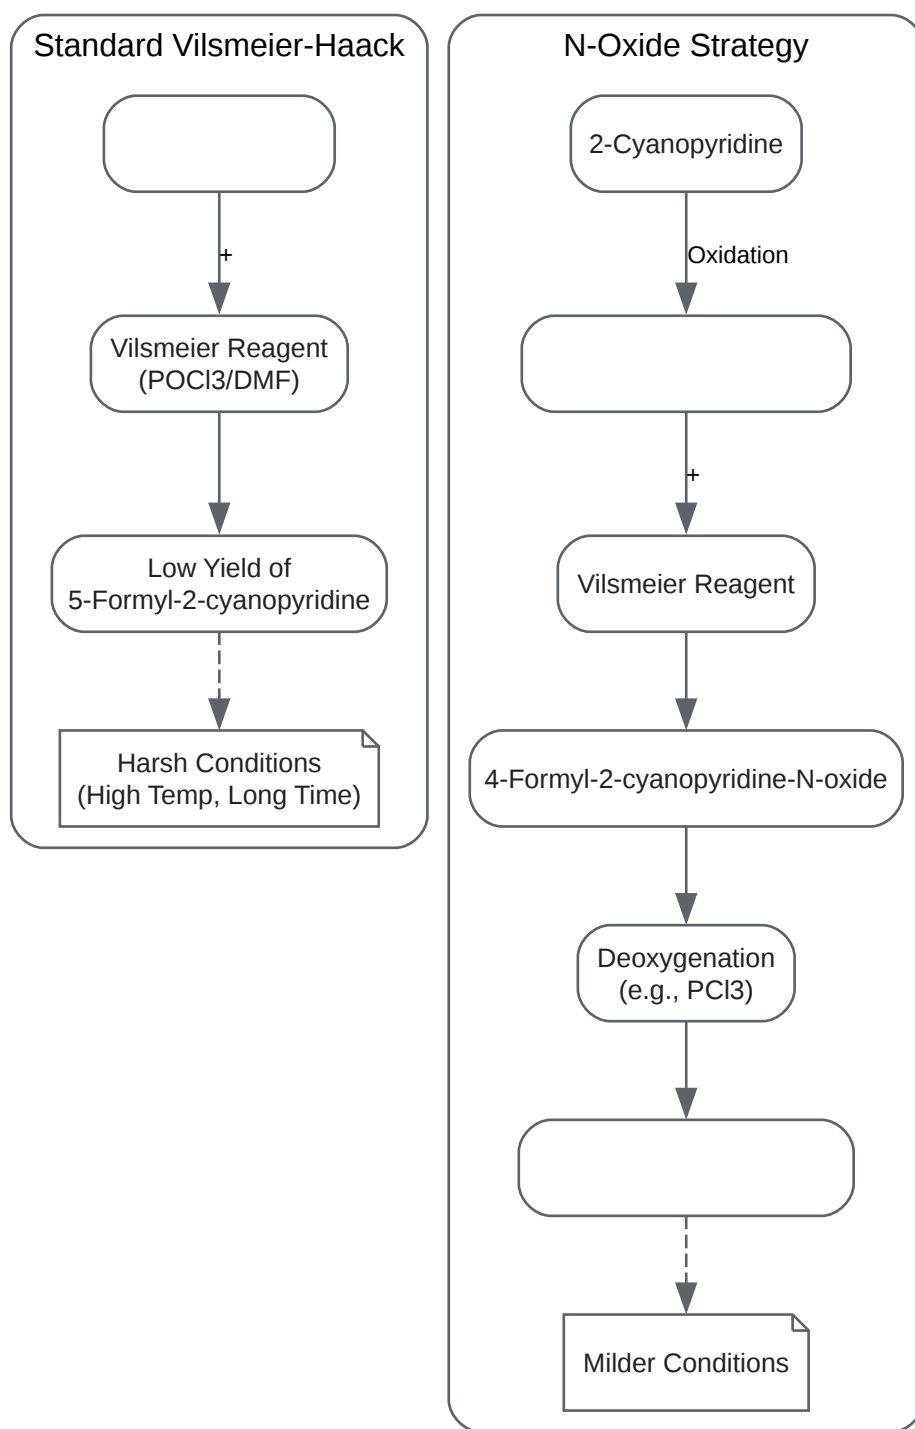 Standard Vilsmeier-Haack
+
Vilsmeier Reagent
(POCl3/DMF)
Low Yield of
5-Formyl-2-cyanopyridine
Harsh Conditions
(High Temp, Long Time)
N-Oxide Strategy
2-Cyanopyridine
Oxidation
+
Vilsmeier Reagent
4-Formyl-2-cyanopyridine-N-oxide
Deoxygenation
(e.g., PCl3)
Milder Conditions